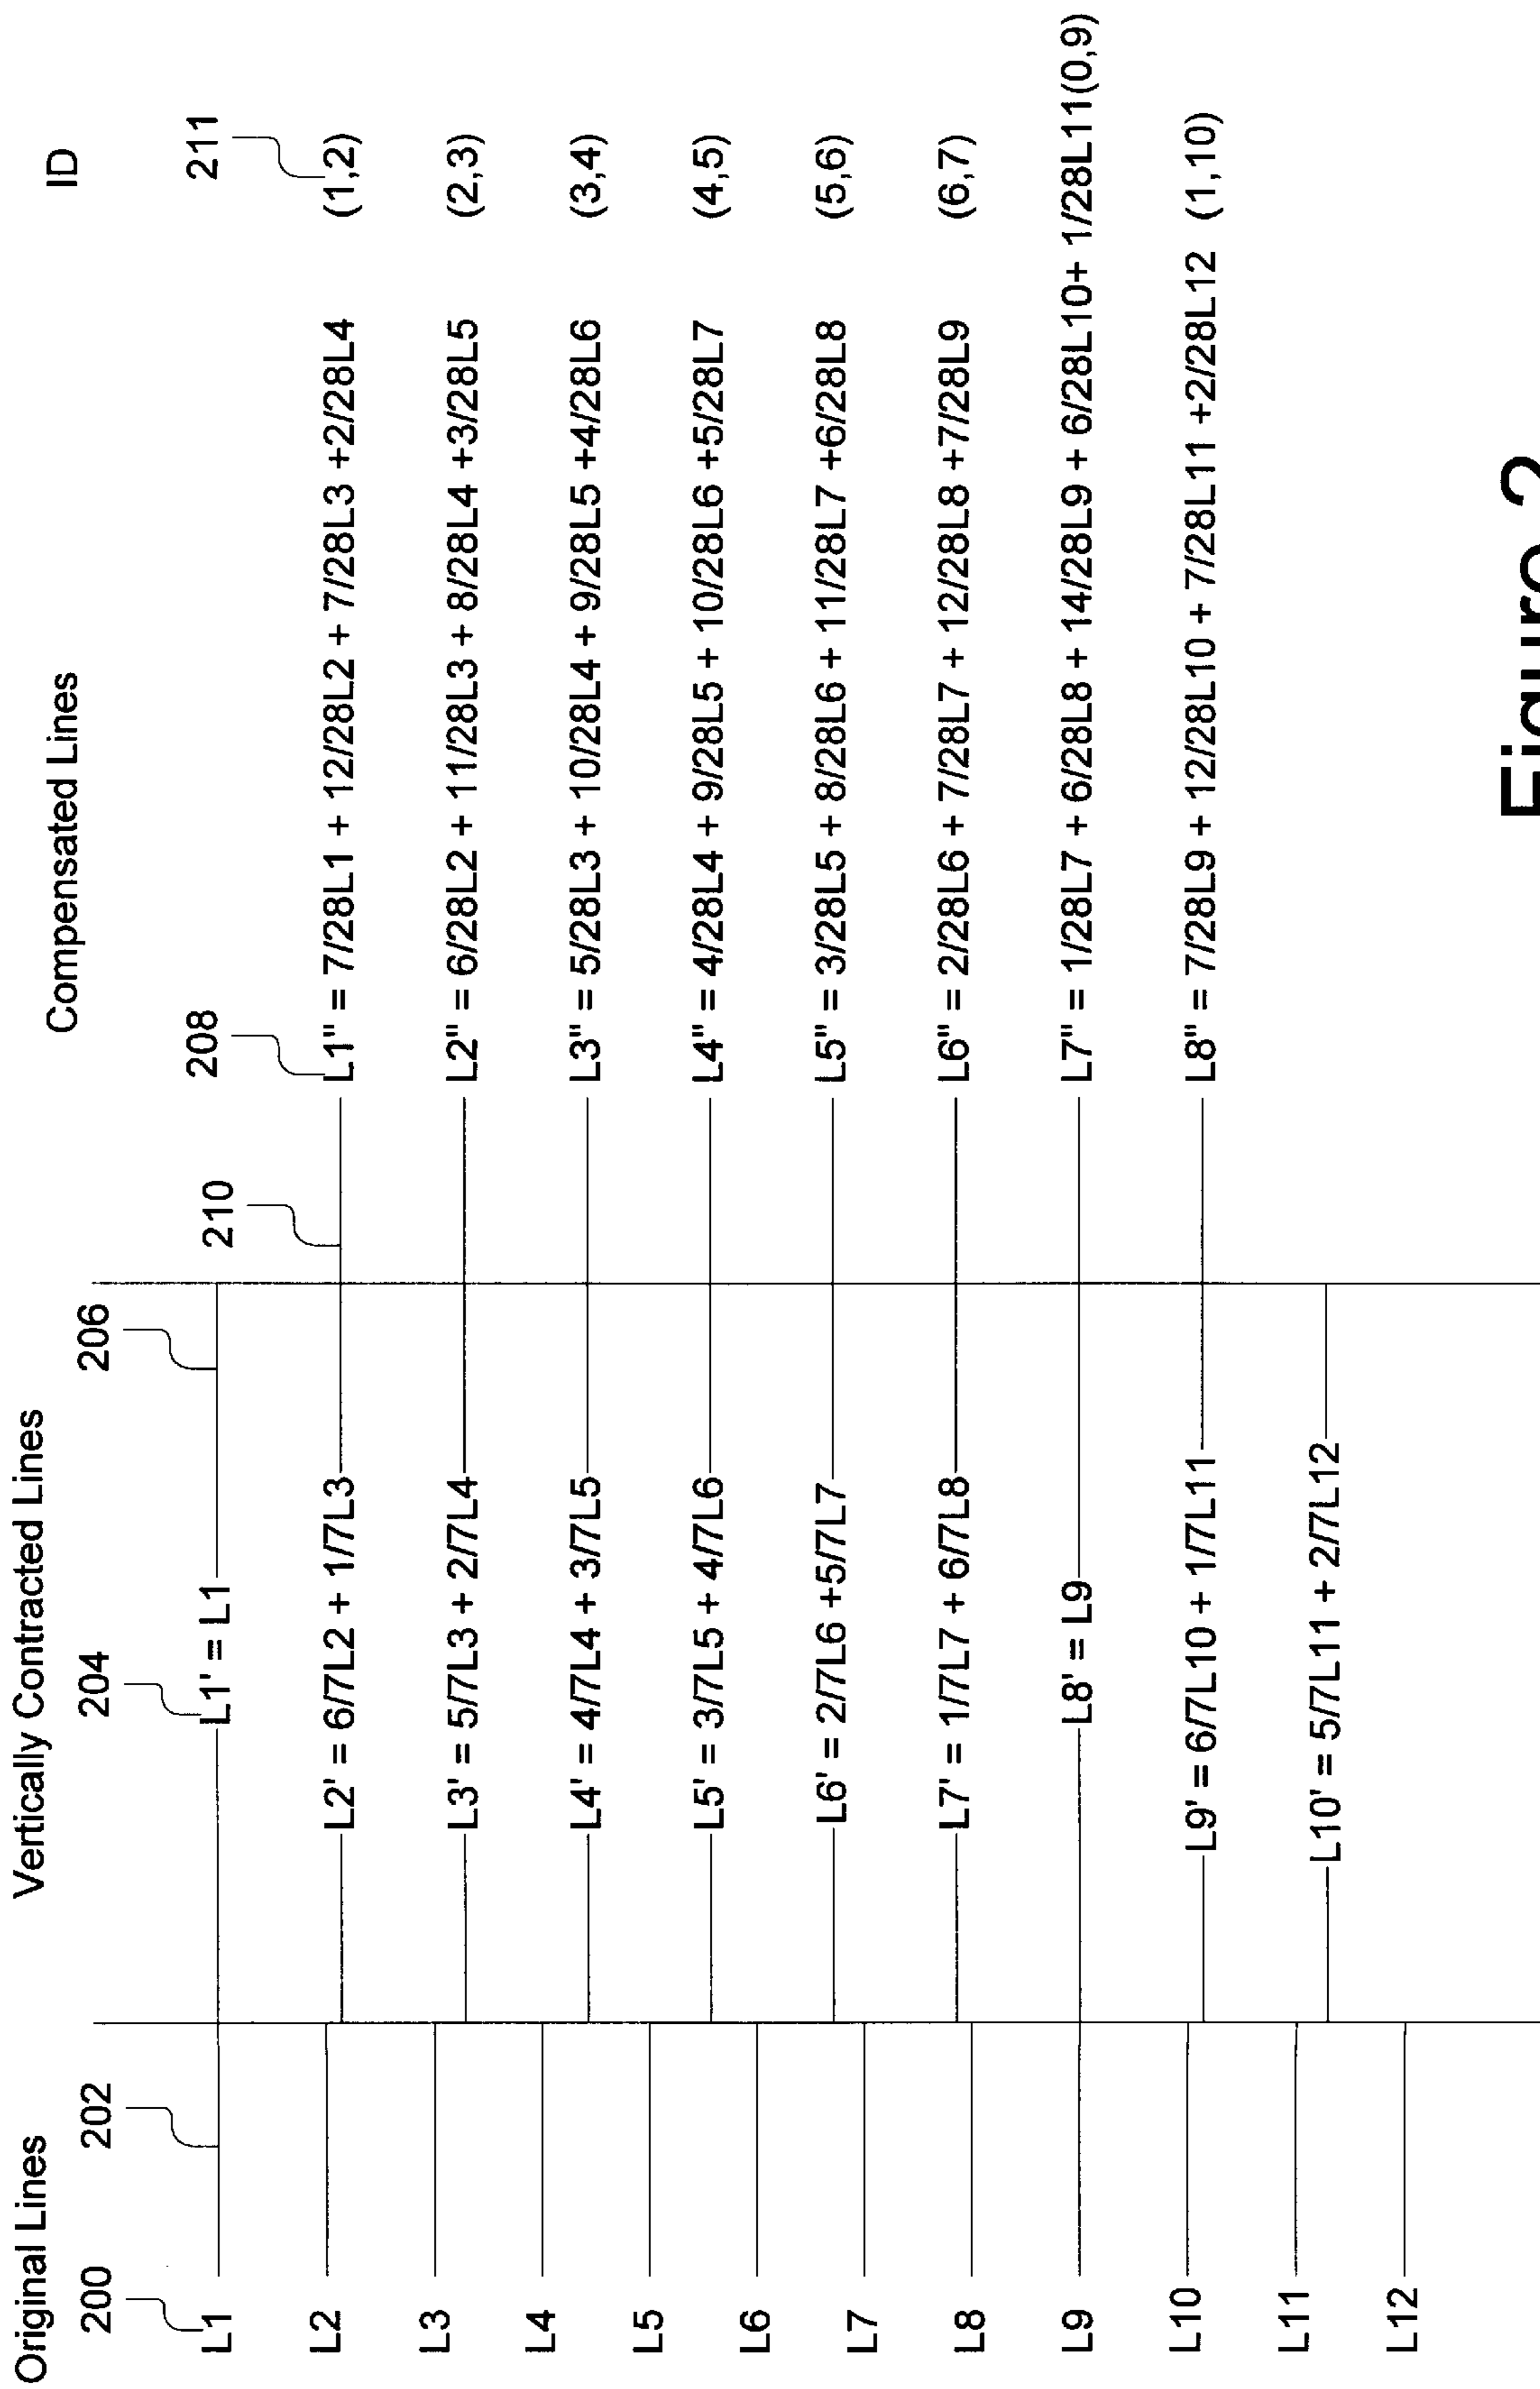 Original Lines
Vertically Contracted Lines
Compensated Lines
ID
200
202
204
206
210
208
211
L1
L2
L3
L4
L5
L6
L7
L8
L9
L10
L11
L12
L1' = L1
L2' = 6/7L2 + 1/7L3
L3' = 5/7L3 + 2/7L4
L4' = 4/7L4 + 3/7L5
L5' = 3/7L5 + 4/7L6
L6' = 2/7L6 +5/7L7
L7' = 1/7L7 + 6/7L8
L8' = L9
L9' = 6/7L10 + 1/7L11
L10' = 5/7L11 + 2/7L12
L1" = 7/28L1 + 12/28L2 + 7/28L3 +2/28L4 (1,2)
L2" = 6/28L2 + 11/28L3 + 8/28L4 +3/28L5 (2,3)
L3" = 5/28L3 + 10/28L4 + 9/28L5 +4/28L6 (3,4)
L4" = 4/28L4 + 9/28L5 + 10/28L6 +5/28L7 (4,5)
L5" = 3/28L5 + 8/28L6 + 11/28L7 +6/28L8 (5,6)
L6" = 2/28L6 + 7/28L7 + 12/28L8 +7/28L9 (6,7)
L7" = 1/28L7 + 6/28L8 + 14/28L9 + 6/28L10+ 1/28L11(0,9)
L8" = 7/28L9 + 12/28L10 + 7/28L11 +2/28L12 (1,10)
Figure 2